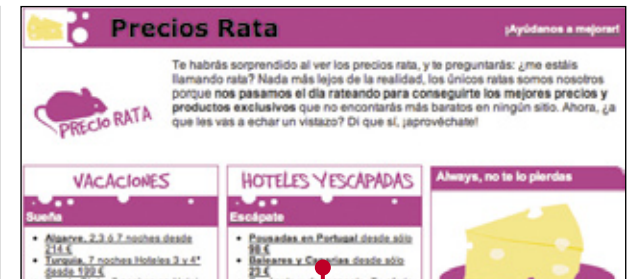 Precios Rata
¡Ayúdanos a mejorar!
Te habrás sorprendido al ver los precios rata, y te preguntarás: ¿me estáis
llamando rata? Nada más lejos de la realidad, los únicos ratas somos nosotros
porque nos pasamos el día rateando para conseguirte los mejores precios y
productos exclusivos que no encontarás más baratos en ningún sitio. Ahora, ¿a
que les vas a echar un vistazo? Di que sí, ¡aprovéchate!
PRECIO RATA
VACACIONES
Sueña
Algarve, 2,3 ó 7 noches desde
214 €
Turquía, 7 noches Hoteles 3 y 4*
desde 199 €
HOTELES Y ESCAPADAS
Escápate
Pousadas en Portugal desde sólo
98 €
Baleares y Canarias desde sólo
23 €
Always, no te lo pierdas